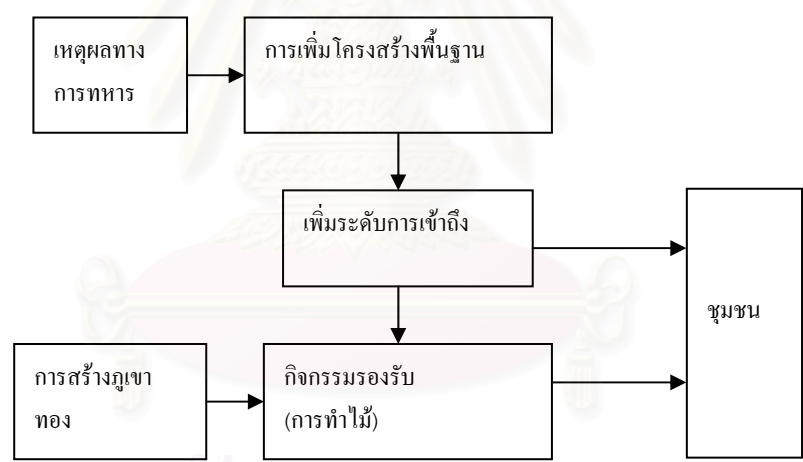 เหตุผลทาง
การทหาร
การเพิ่มโครงสร้างพื้นฐาน
เพิ่มระดับการเข้าถึง
ชุมชน
การสร้างภูเขา
ทอง
กิจกรรมรองรับ
(การทำไม้)